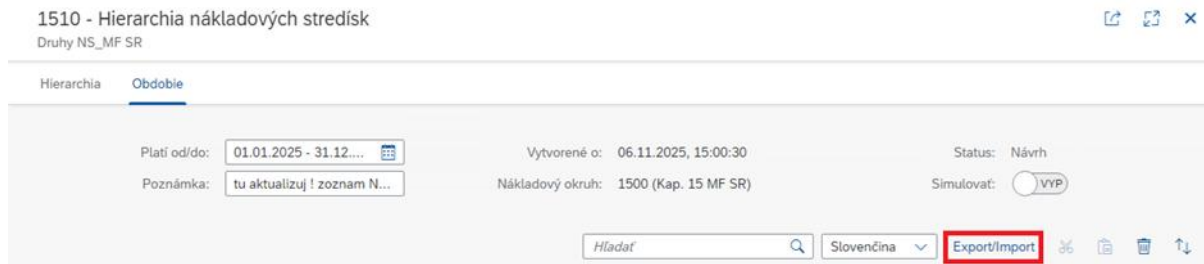 1510 - Hierarchia nákladových stredísk
Druhy NS_MF SR
Hierarchia Obdobie
Platí od/do: 01.01.2025 - 31.12.... Vytvorené o: 06.11.2025, 15:00:30 Status: Návrh
Poznámka: tu aktualizuj ! zoznam N... Nákladový okruh: 1500 (Kap. 15 MF SR) Simulovať: VYP
Hľadať Slovenčina Export/Import